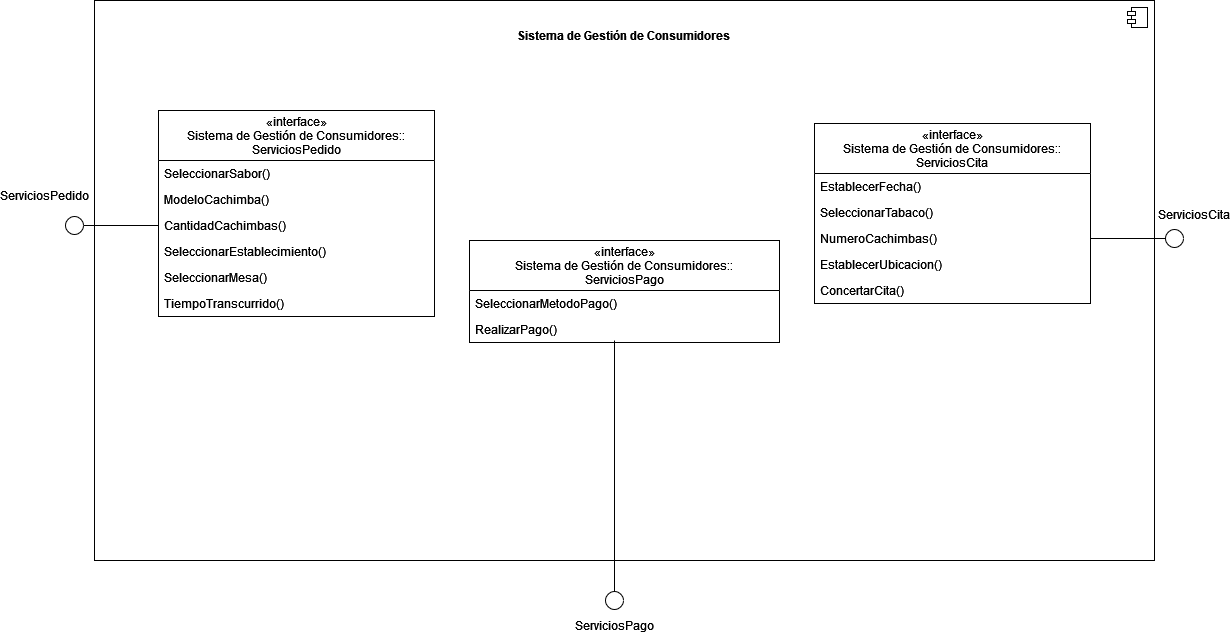 Sistema de Gestión de Consumidores
«interface»
Sistema de Gestión de Consumidores::
ServiciosPedido
SeleccionarSabor()
ModeloCachimba()
CantidadCachimbas()
SeleccionarEstablecimiento()
SeleccionarMesa()
TiempoTranscurrido()
ServiciosPedido
«interface»
Sistema de Gestión de Consumidores::
ServiciosPago
SeleccionarMetodoPago()
RealizarPago()
«interface»
Sistema de Gestión de Consumidores::
ServiciosCita
EstablecerFecha()
SeleccionarTabaco()
NumeroCachimbas()
EstablecerUbicacion()
ConcertarCita()
ServiciosCita
ServiciosPago